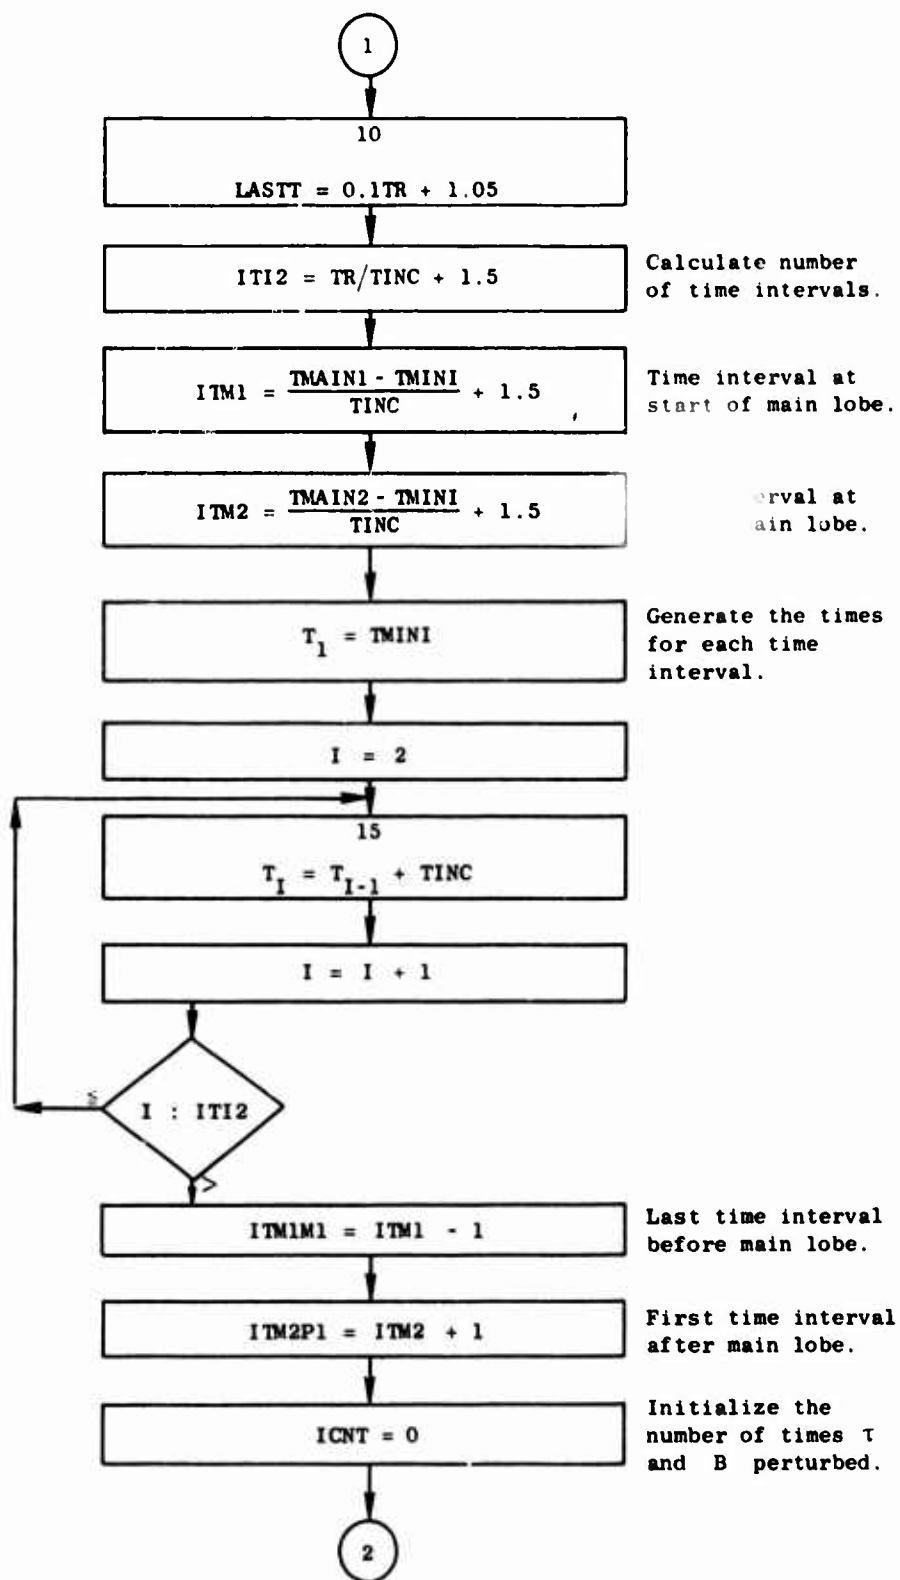 1
10
LASTT = 0.1TR + 1.05
ITI2 = TR/TINC + 1.5
Calculate number
of time intervals.
ITM1 = TMAIN1 - TMINI / TINC + 1.5
Time interval at
start of main lobe.
ITM2 = TMAIN2 - TMINI / TINC + 1.5
at
lobe.
T1 = TMINI
Generate the times
for each time
interval.
I = 2
15
TI = TI-1 + TINC
I = I + 1
≤
I : ITI2
>
ITM1M1 = ITM1 - 1
Last time interval
before main lobe.
ITM2P1 = ITM2 + 1
First time interval
after main lobe.
ICNT = 0
Initialize the
number of times τ
and B perturbed.
2